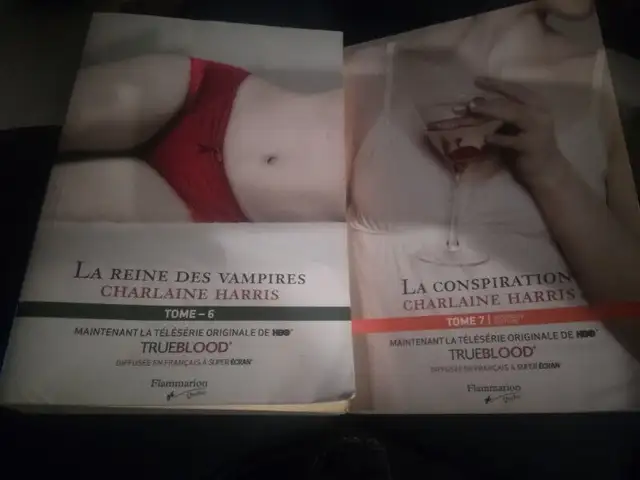 LA REINE DES VAMPIRES
CHARLAINE HARRIS
TOME – 6
MAINTENANT LA TÉLÉSÉRIE ORIGINALE DE HBO
TRUEBLOOD
DIFFUSÉE EN FRANÇAIS À SUPER ÉCRAN
Flammarion
Québec
LA CONSPIRATION
CHARLAINE HARRIS
TOME 7 |
MAINTENANT LA TÉLÉSÉRIE ORIGINALE DE HBO
TRUEBLOOD
DIFFUSÉE EN FRANÇAIS À SUPER ÉCRAN
Flammarion
Québec